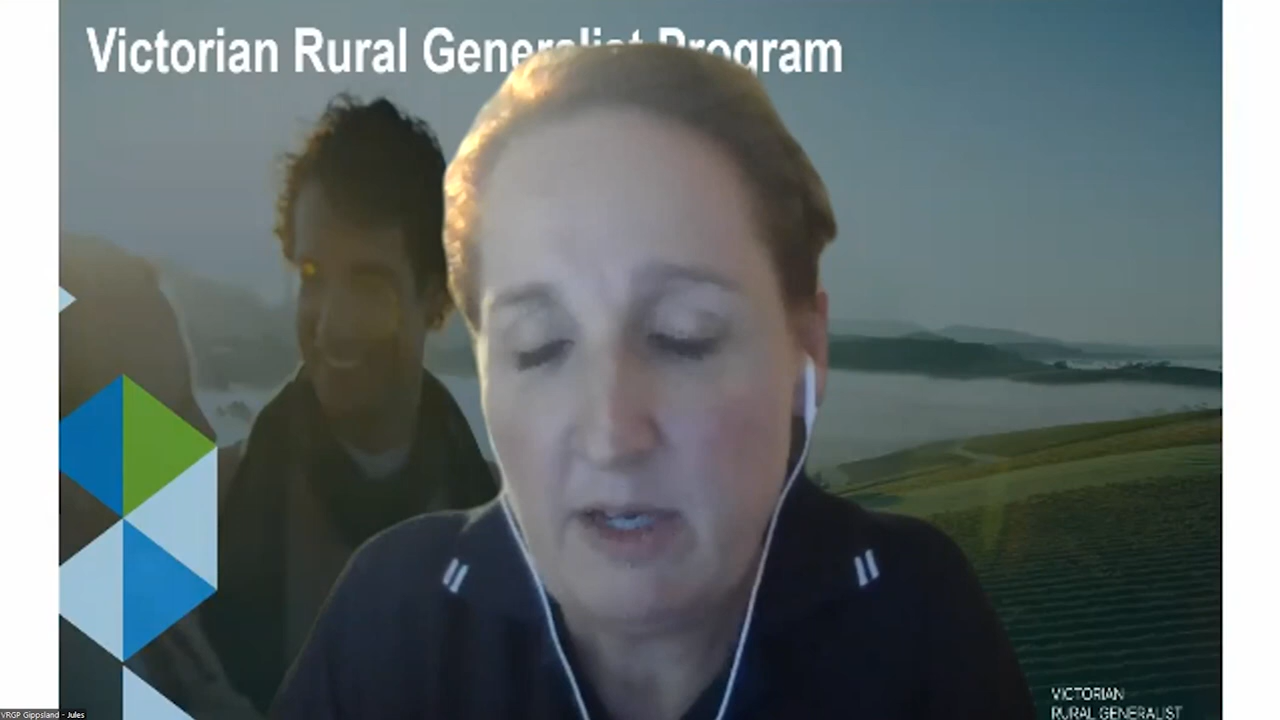 Victorian Rural Generalist Program
VICTORIAN
RURAL GENERALIST
VRGP Gippsland - Jules